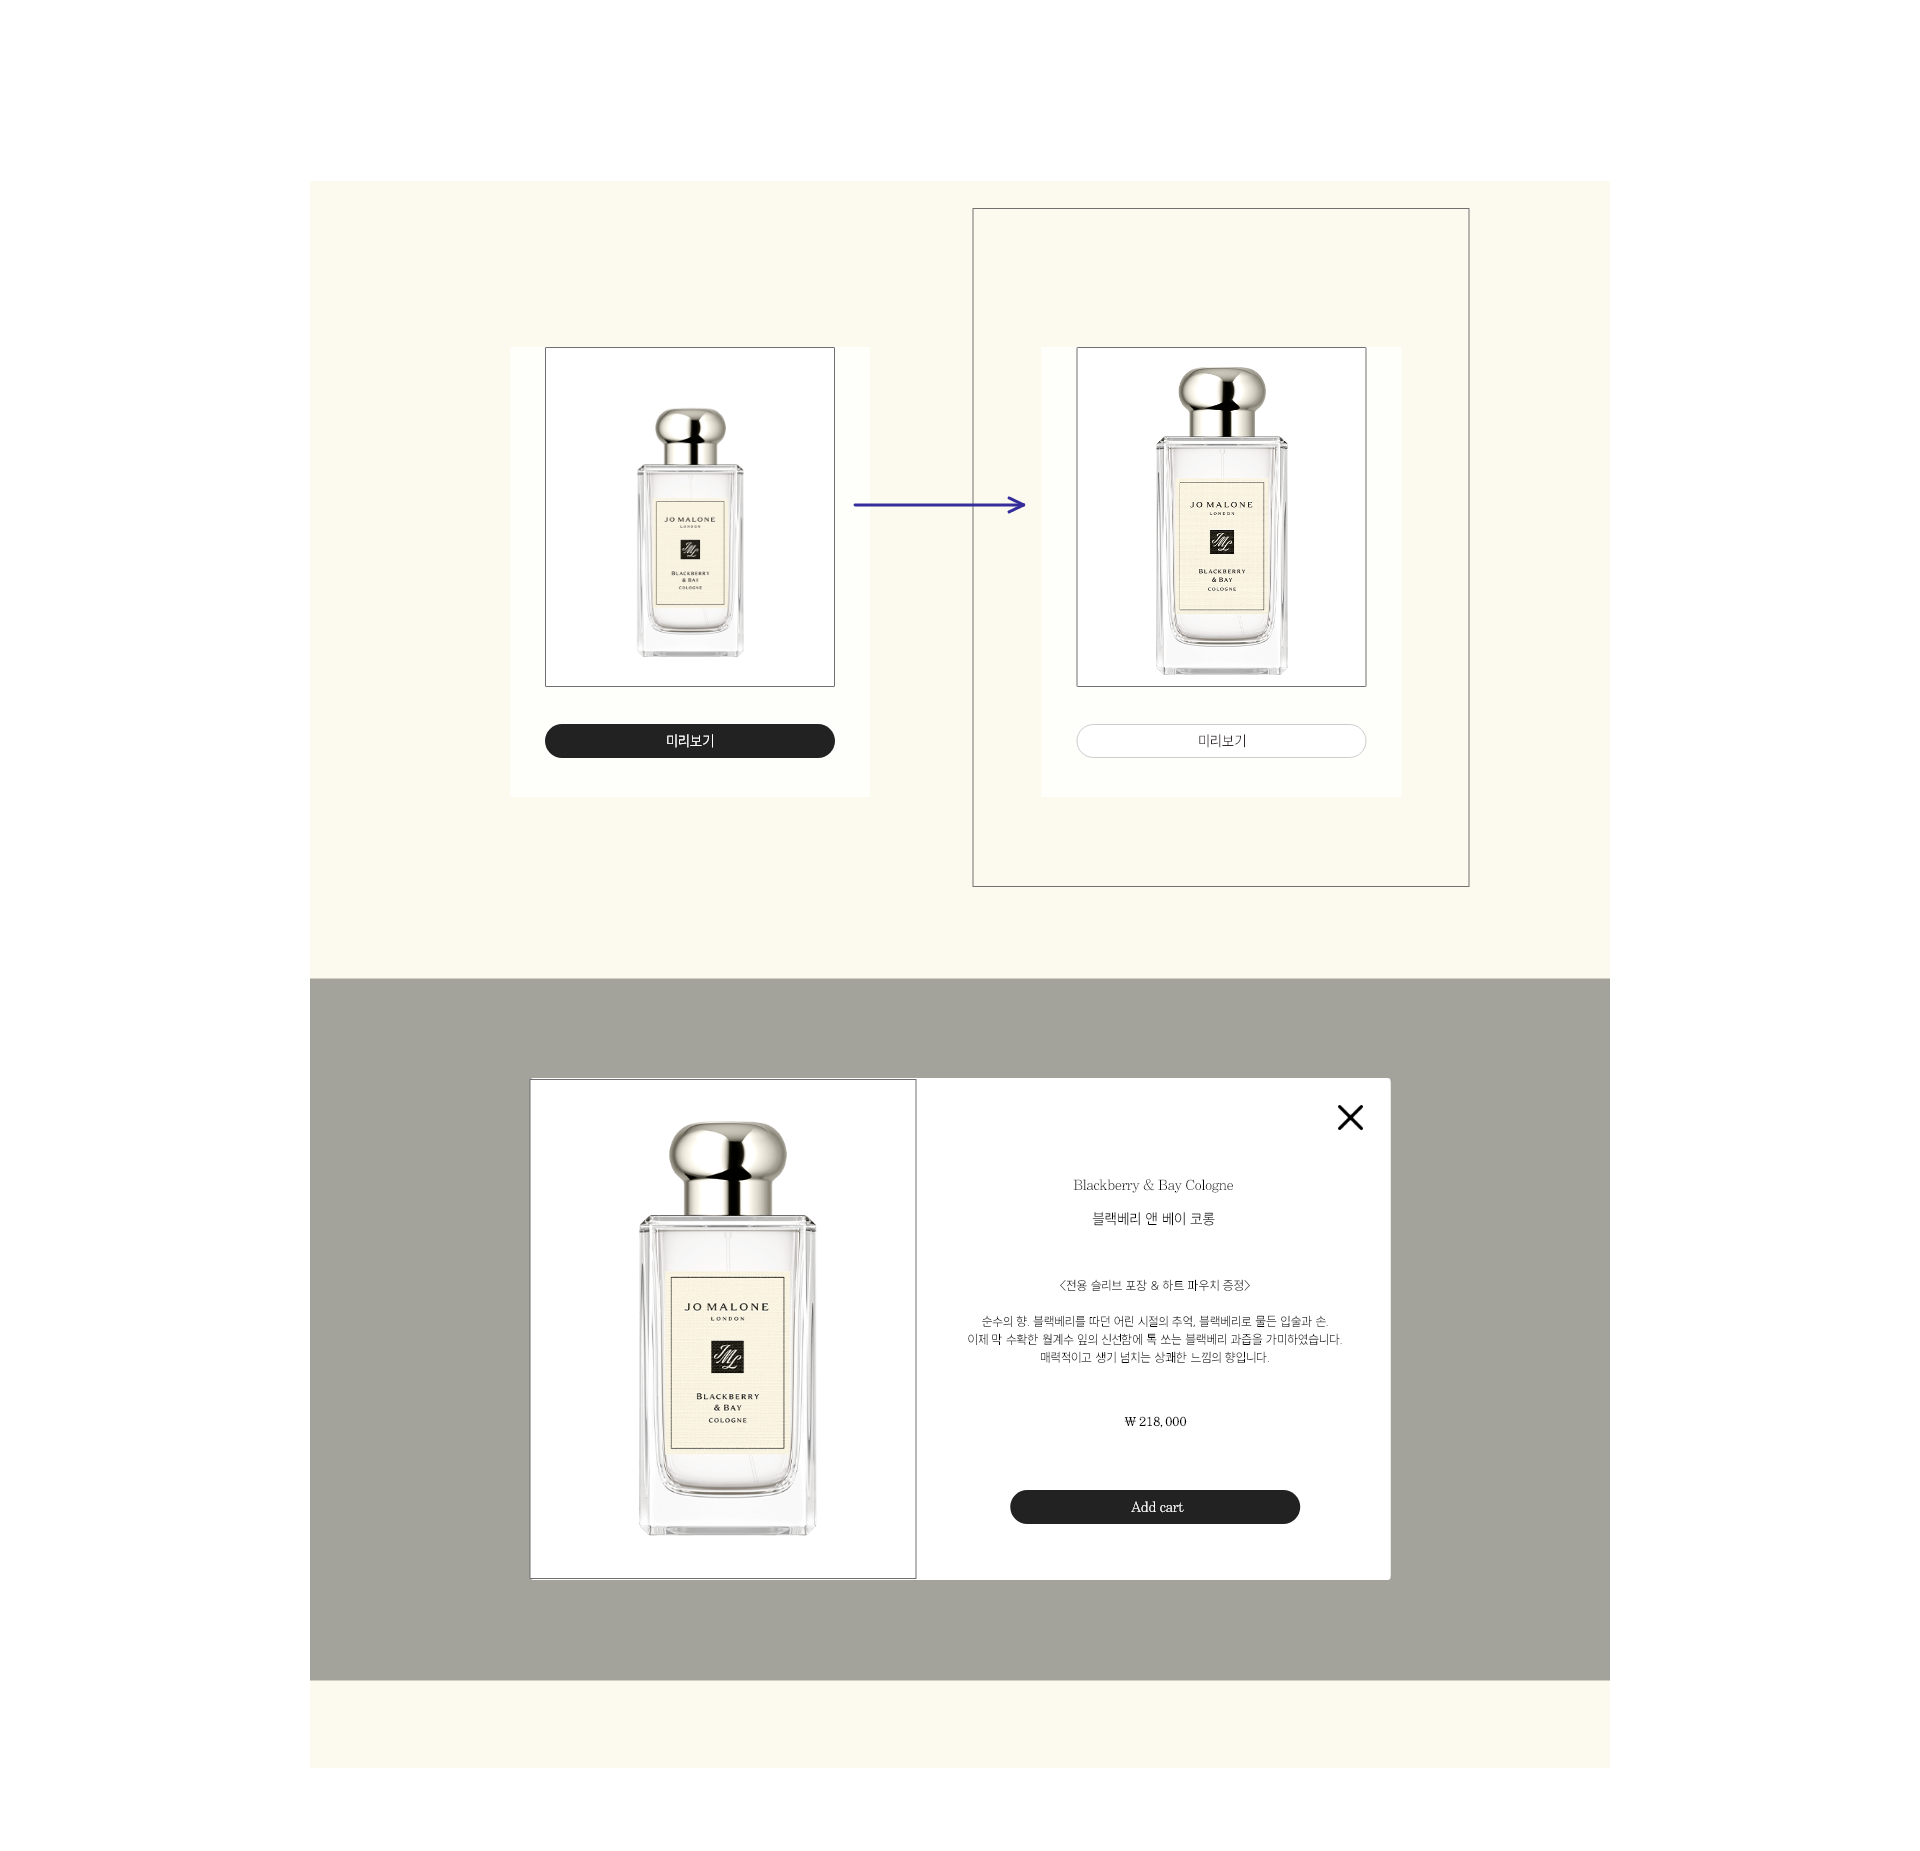 JO MALONE
LONDON
JML
BLACKBERRY
& BAY
COLOGNE
미리보기
JO MALONE
LONDON
JML
BLACKBERRY
& BAY
COLOGNE
미리보기
JO MALONE
LONDON
JML
BLACKBERRY
& BAY
COLOGNE
Blackberry & Bay Cologne
블랙베리 앤 베이 코롱
<전용 슬리브 포장 & 하트 파우치 증정>
순수의 향. 블랙베리를 따던 어린 시절의 추억, 블랙베리로 물든 입술과 손.
이제 막 수확한 월계수 잎의 신선함에 톡 쏘는 블랙베리 과즙을 가미하였습니다.
매력적이고 생기 넘치는 상쾌한 느낌의 향입니다.
₩ 218,000
Add cart